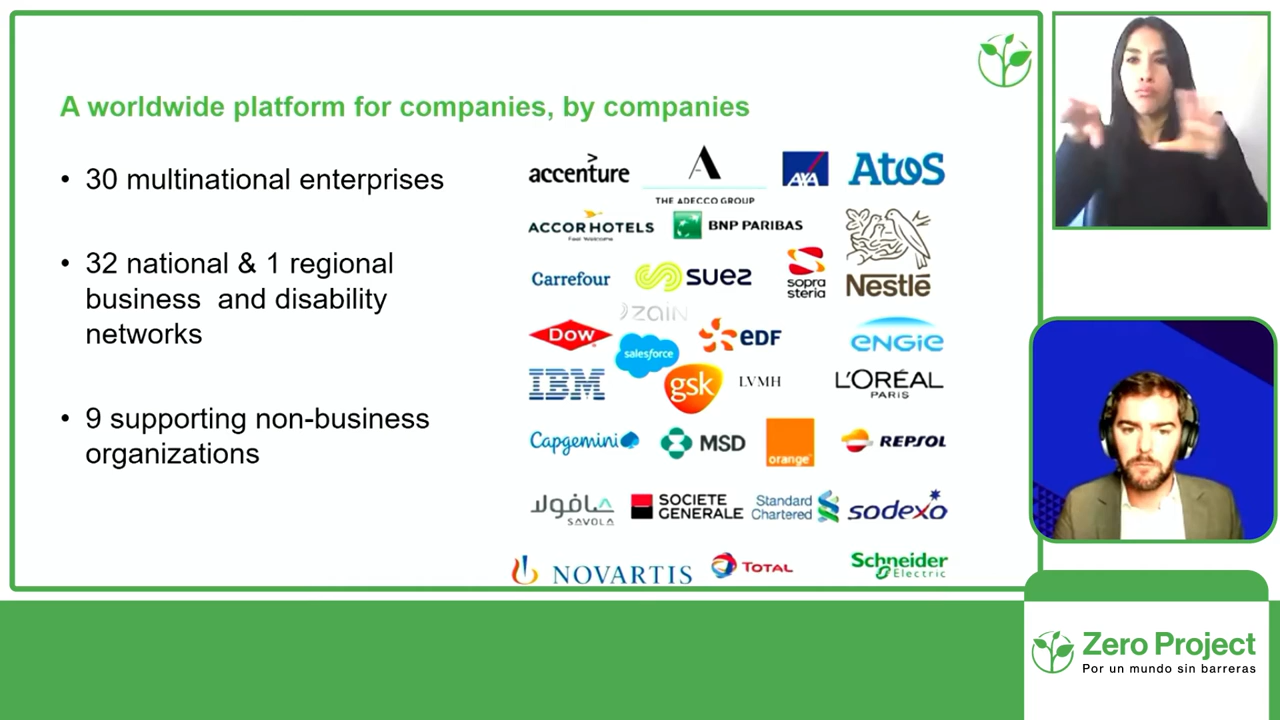 A worldwide platform for companies, by companies
• 30 multinational enterprises
• 32 national & 1 regional
business and disability
networks
• 9 supporting non-business
organizations
accenture
A
THE ADECCO GROUP
AXA
Atos
ACCOR HOTELS
Feel Welcome
BNP PARIBAS
Carrefour
suez
sopra
steria
Nestlé
zain
Dow
salesforce
eDF
ENGIE
IBM
gsk
LVMH
L'ORÉAL
PARIS
Capgemini
MSD
orange
REPSOL
صافولا
SAVOLA
SOCIETE
GENERALE
Standard
Chartered
sodexo
NOVARTIS
TOTAL
Schneider
Electric
Zero Project
Por un mundo sin barreras